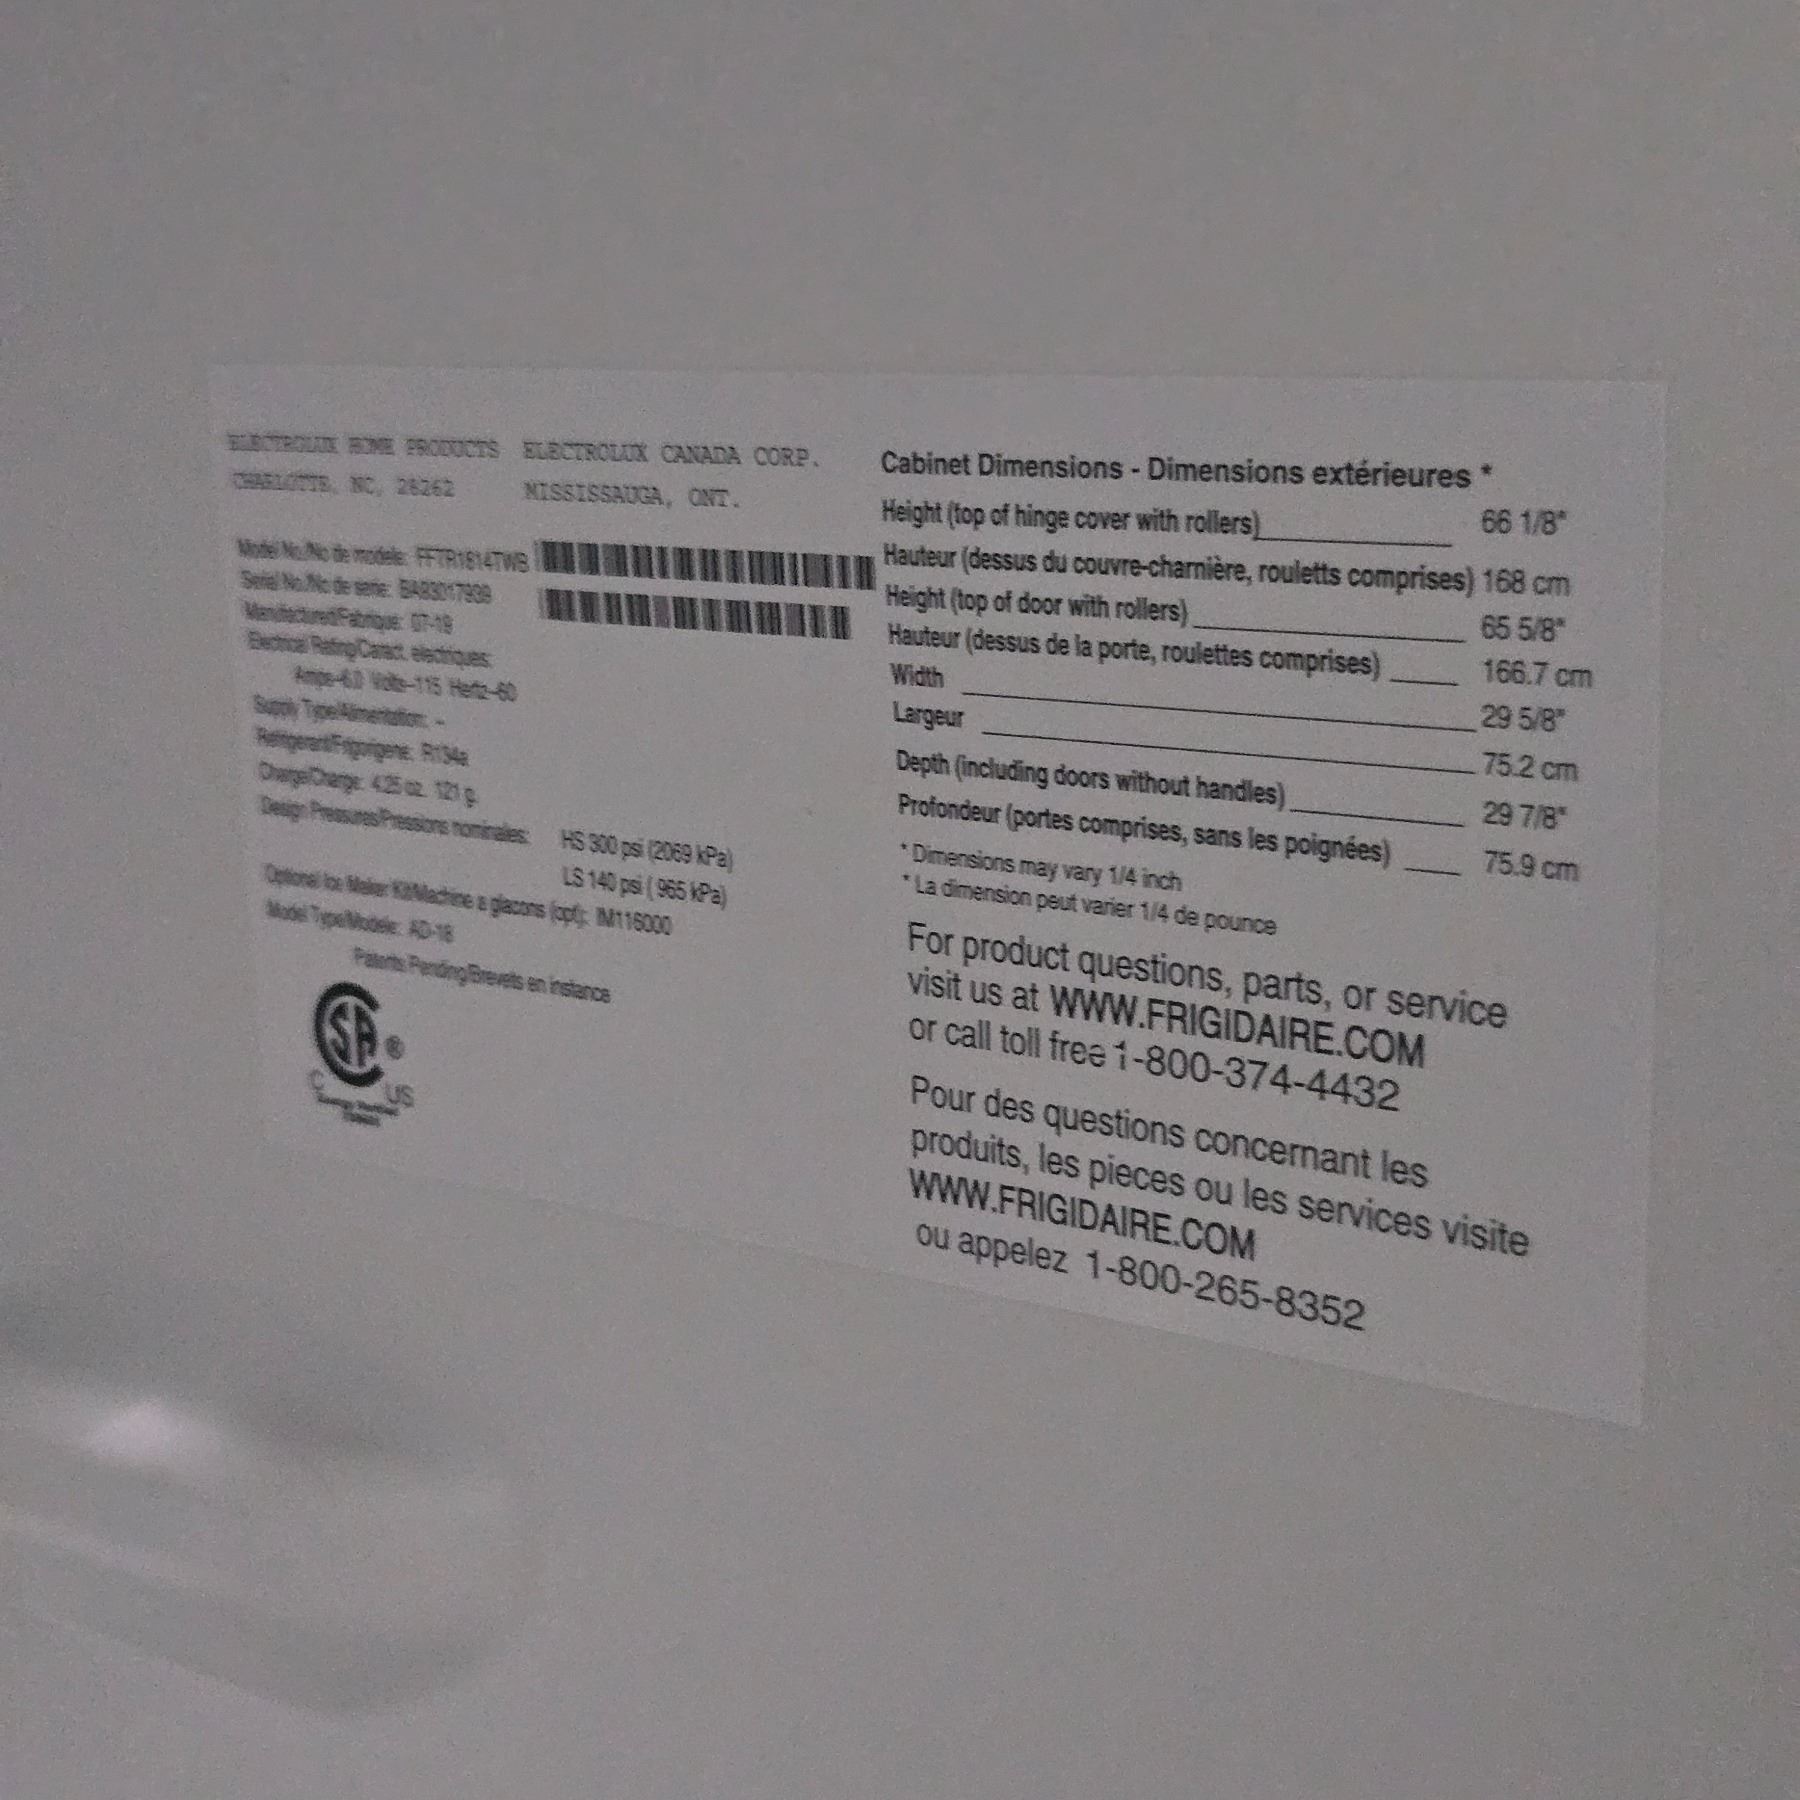 ELECTROLUX HOME PRODUCTS ELECTROLUX CANADA CORP.
CHARLOTTE, NC, 28262 MISSISSAUGA, ONT.
Model No./No de modele: FFTR1814TWB
Serial No./No de serie: BA93017939
Manufactured/Fabrique: 07-19
Electrical Rating/Caract. electriques:
Amps-6.0 Volts-115 Hertz-60
Supply Type/Alimentation: -
Refrigerant/Frigorigene: R134a
Charge/Charge: 4.25 oz. 121 g.
Design Pressures/Pressions nominales: HS 300 psi (2069 kPa)
LS 140 psi ( 965 kPa)
Optional Ice Maker Kit/Machine a glacons (opt): IM116000
Model Type/Modele: AD-18
Patents Pending/Brevets en instance
SA ®
C US
Cabinet Dimensions - Dimensions extérieures *
Height (top of hinge cover with rollers) 66 1/8"
Hauteur (dessus du couvre-charnière, rouletts comprises) 168 cm
Height (top of door with rollers) 65 5/8"
Hauteur (dessus de la porte, roulettes comprises) 166.7 cm
Width 29 5/8"
Largeur 75.2 cm
Depth (including doors without handles) 29 7/8"
Profondeur (portes comprises, sans les poignées) 75.9 cm
* Dimensions may vary 1/4 inch
* La dimension peut varier 1/4 de pounce
For product questions, parts, or service
visit us at WWW.FRIGIDAIRE.COM
or call toll free 1-800-374-4432
Pour des questions concernant les
produits, les pieces ou les services visite
WWW.FRIGIDAIRE.COM
ou appelez 1-800-265-8352